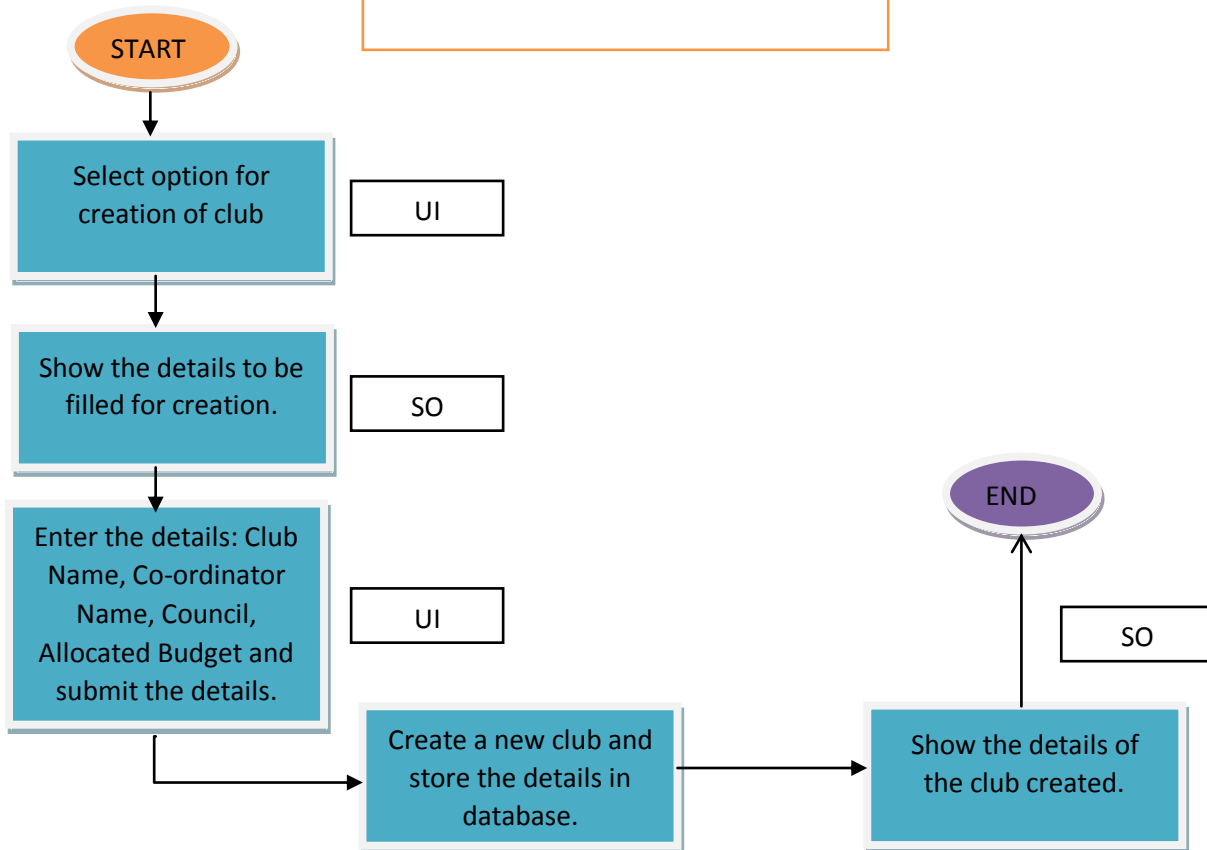 START
Select option for
creation of club
UI
Show the details to be
filled for creation.
SO
Enter the details: Club
Name, Co-ordinator
Name, Council,
Allocated Budget and
submit the details.
UI
Create a new club and
store the details in
database.
Show the details of
the club created.
SO
END